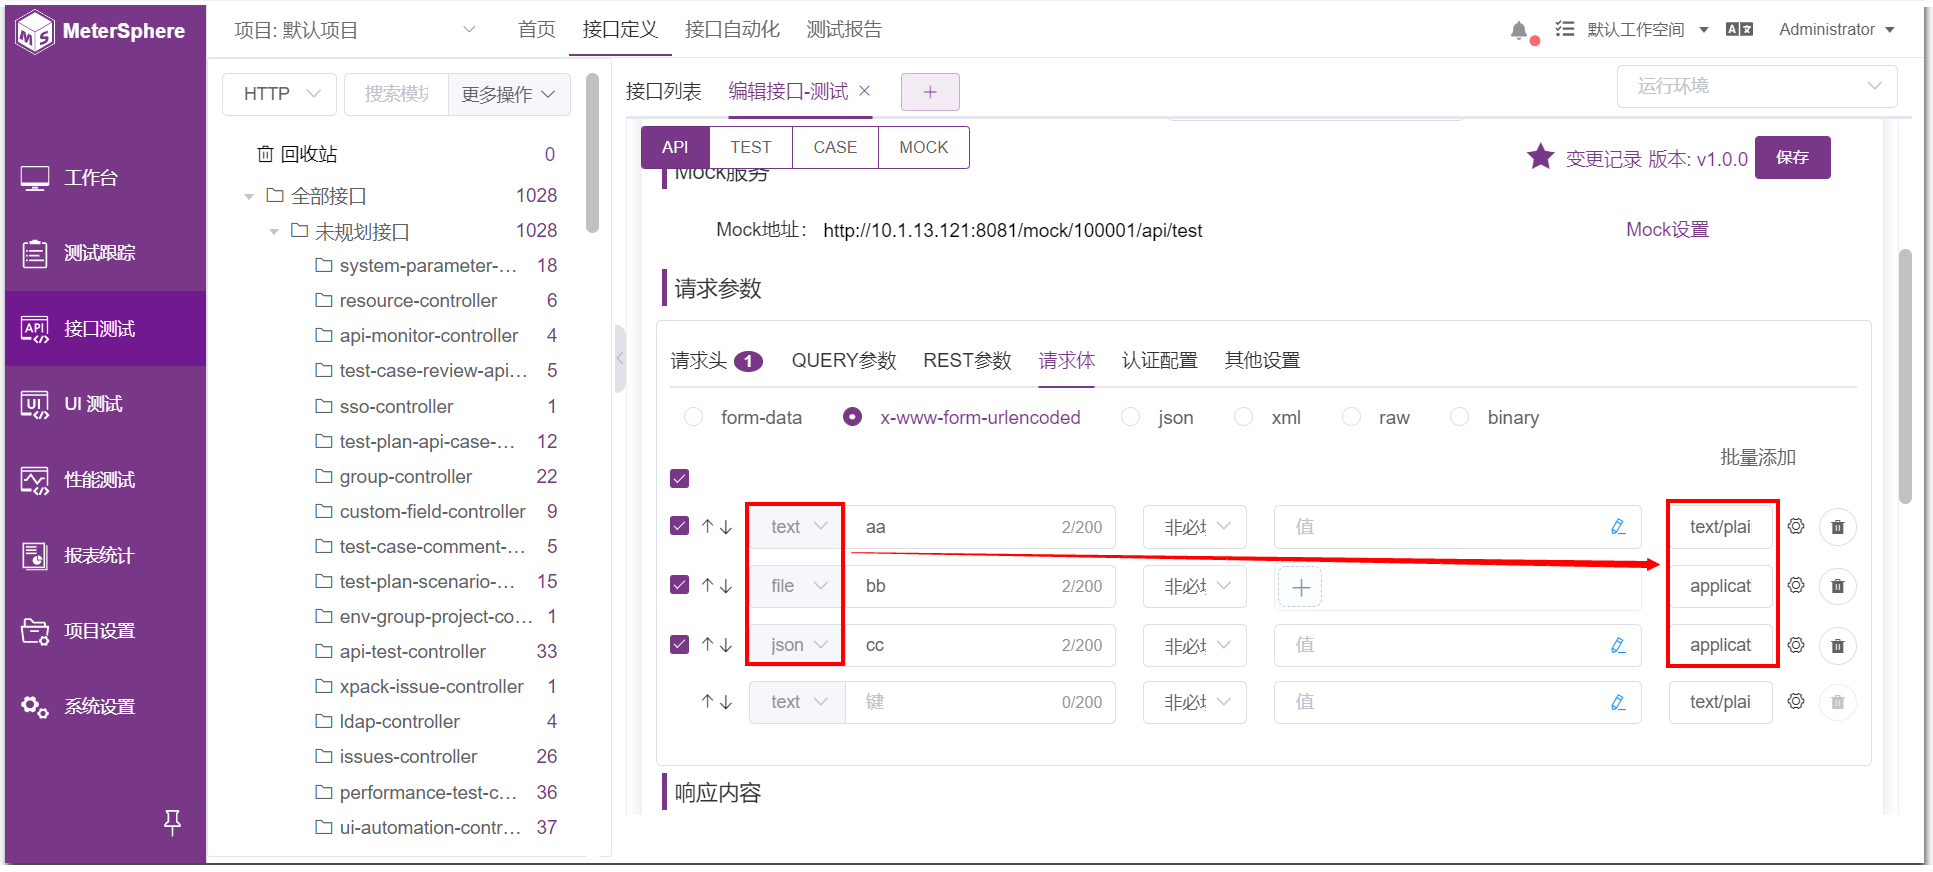 MeterSphere
项目: 默认项目
首页
接口定义
接口自动化
测试报告
默认工作空间
Administrator
工作台
测试跟踪
API
接口测试
UI
UI 测试
性能测试
报表统计
项目设置
系统设置
HTTP
搜索模块
更多操作
回收站 0
全部接口 1028
未规划接口 1028
system-parameter-... 18
resource-controller 6
api-monitor-controller 4
test-case-review-api... 5
sso-controller 1
test-plan-api-case-... 12
group-controller 22
custom-field-controller 9
test-case-comment-... 5
test-plan-scenario-... 15
env-group-project-co... 1
api-test-controller 33
xpack-issue-controller 1
ldap-controller 4
issues-controller 26
performance-test-c... 36
ui-automation-contr... 37
接口列表
编辑接口-测试
运行环境
API TEST CASE MOCK
变更记录 版本: v1.0.0 保存
Mock服务
Mock地址: http://10.1.13.121:8081/mock/100001/api/test Mock设置
请求参数
请求头 1 QUERY参数 REST参数 请求体 认证配置 其他设置
form-data x-www-form-urlencoded json xml raw binary
批量添加
text aa 2/200 非必填 值 text/plai
file bb 2/200 非必填 applicat
json cc 2/200 非必填 值 applicat
text 键 0/200 非必填 值 text/plai
响应内容